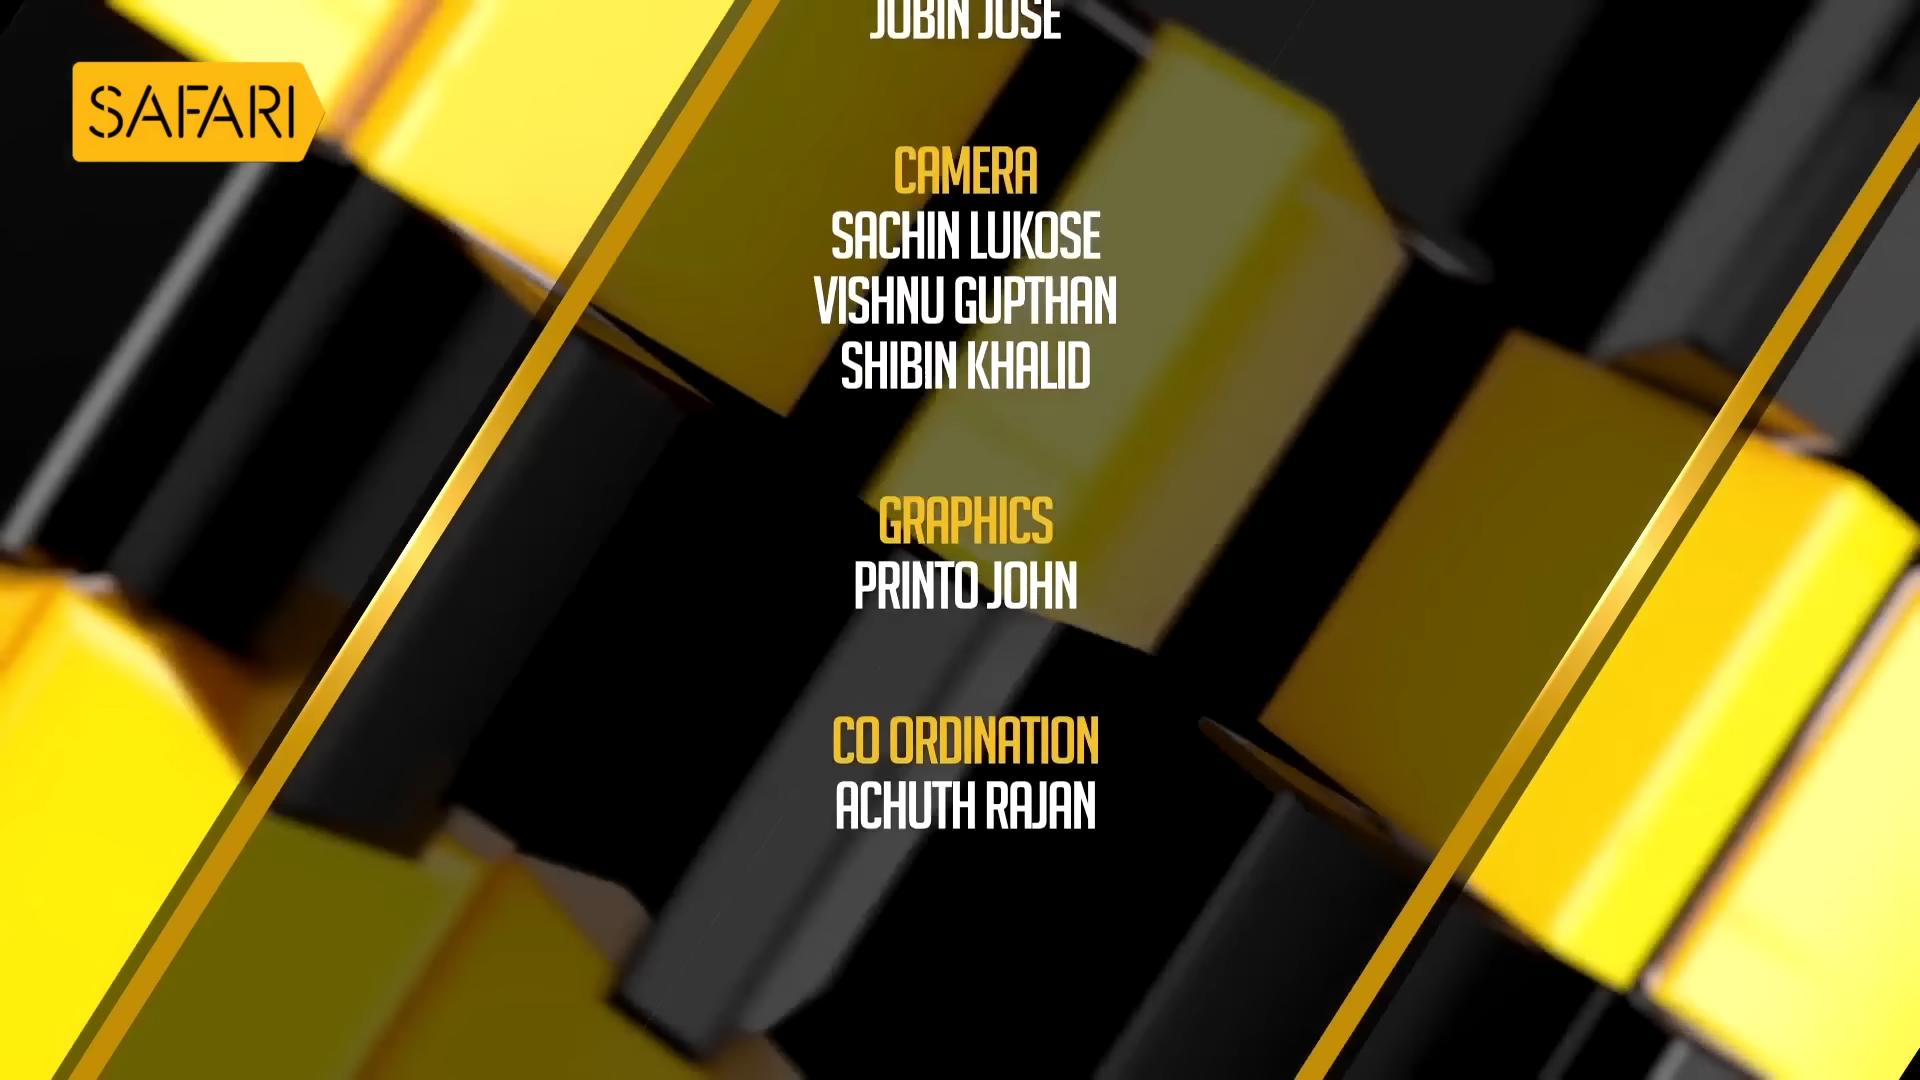 JOBIN JOSE
SAFARI
CAMERA
SACHIN LUKOSE
VISHNU GUPTHAN
SHIBIN KHALID
GRAPHICS
PRINTO JOHN
CO ORDINATION
ACHUTH RAJAN